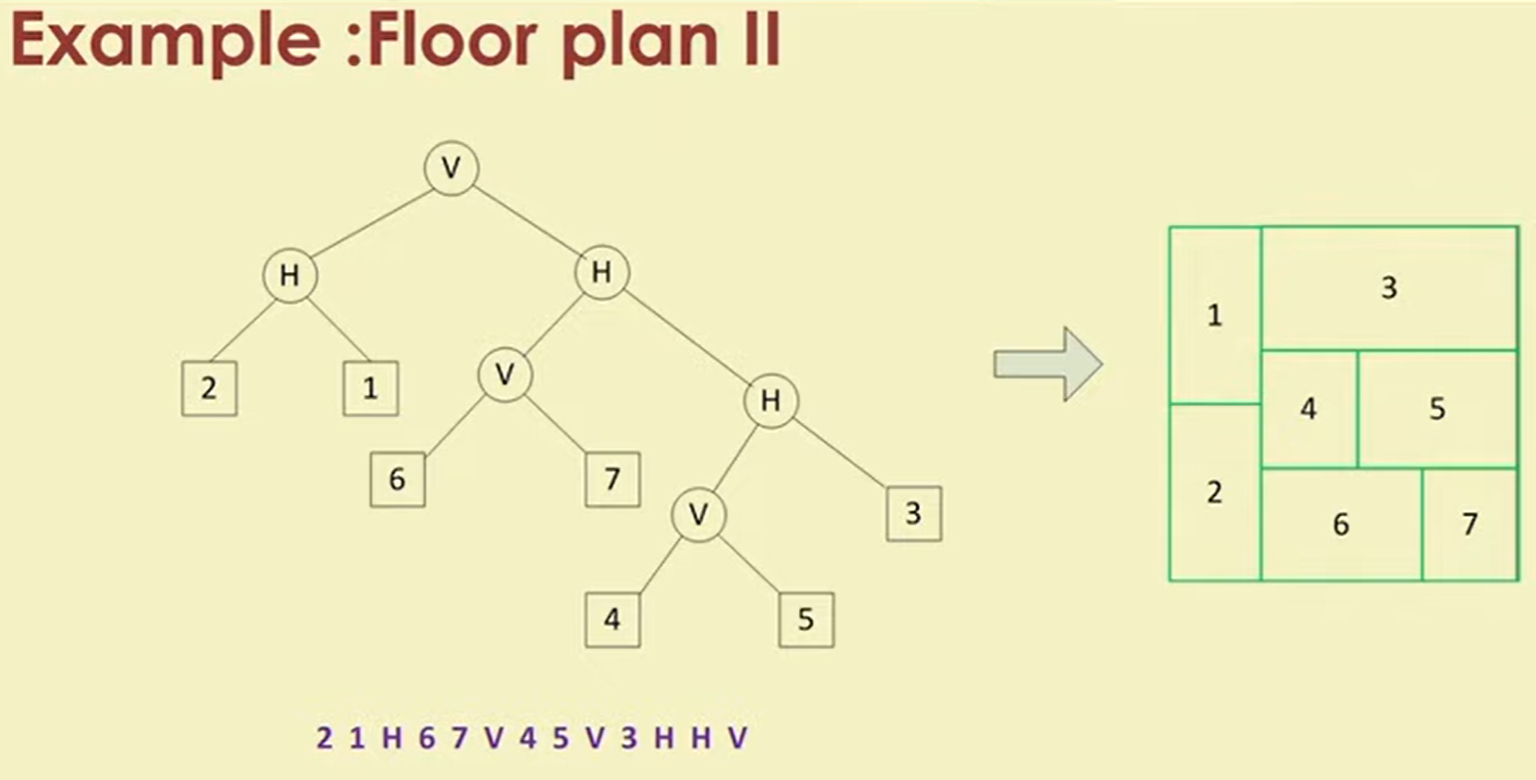 Example :Floor plan II
V
H H
2 1 V H
6 7 V 3
4 5
1 3
4 5
2 6 7
2 1 H 6 7 V 4 5 V 3 H H V